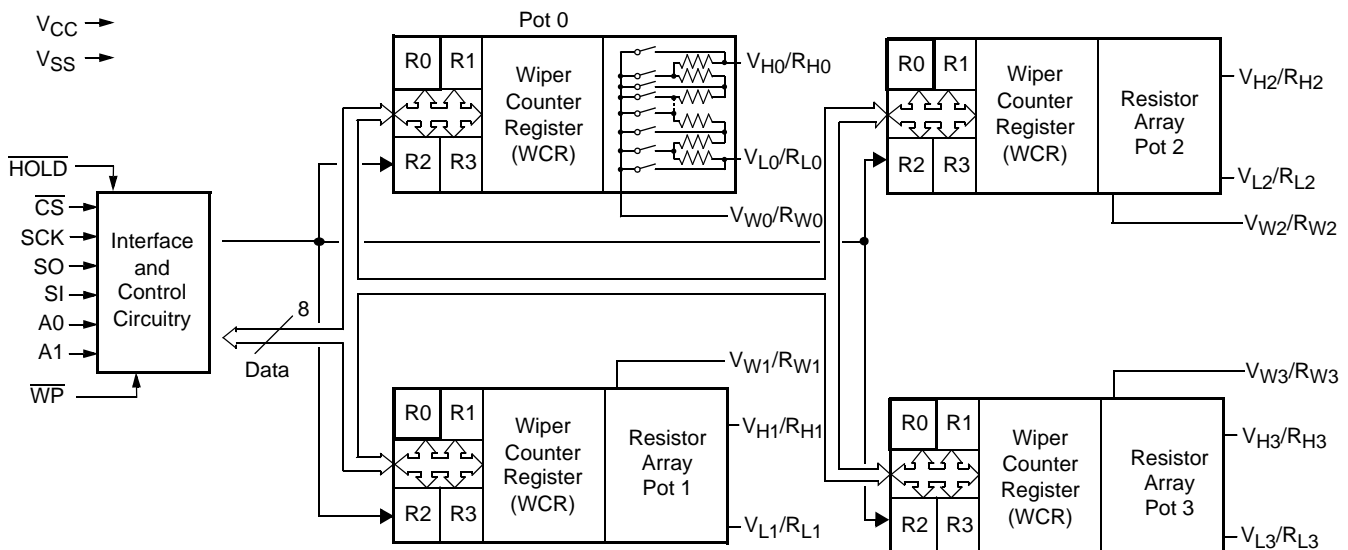 Pot 0
VCC
VSS
R0 R1
R2 R3
Wiper
Counter
Register
(WCR)
VH0/RH0
VL0/RL0
VW0/RW0
R0 R1
R2 R3
Wiper
Counter
Register
(WCR)
Resistor
Array
Pot 2
VH2/RH2
VL2/RL2
VW2/RW2
HOLD
CS
SCK
SO
SI
A0
A1
WP
Interface
and
Control
Circuitry
8
Data
VW1/RW1
R0 R1
R2 R3
Wiper
Counter
Register
(WCR)
Resistor
Array
Pot 1
VH1/RH1
VL1/RL1
VW3/RW3
R0 R1
R2 R3
Wiper
Counter
Register
(WCR)
Resistor
Array
Pot 3
VH3/RH3
VL3/RL3